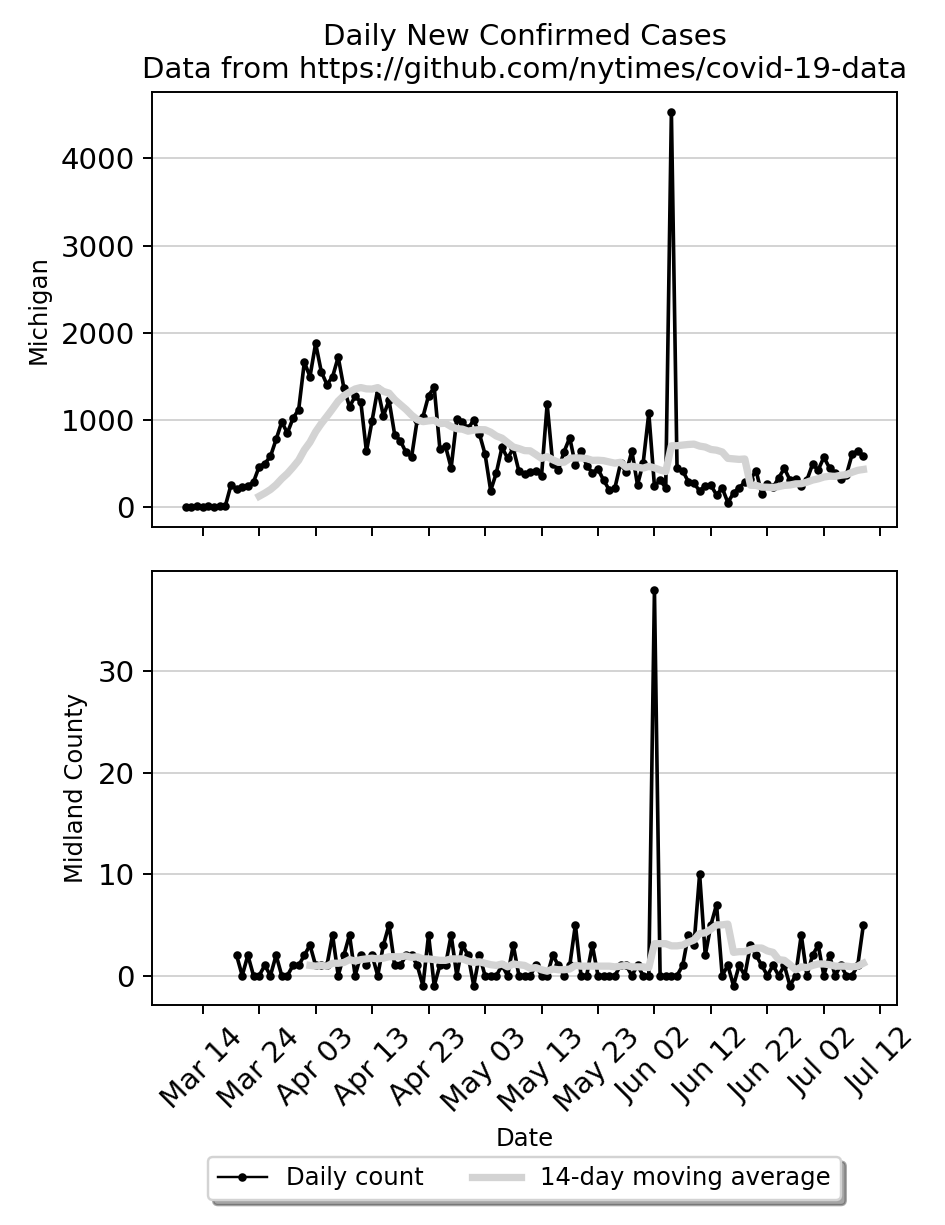 Daily New Confirmed Cases
Data from https://github.com/nytimes/covid-19-data
4000
3000
2000
1000
0
Michigan
30
20
10
0
Midland County
Mar 14
Mar 24
Apr 03
Apr 13
Apr 23
May 03
May 13
May 23
Jun 02
Jun 12
Jun 22
Jul 02
Jul 12
Date
Daily count
14-day moving average